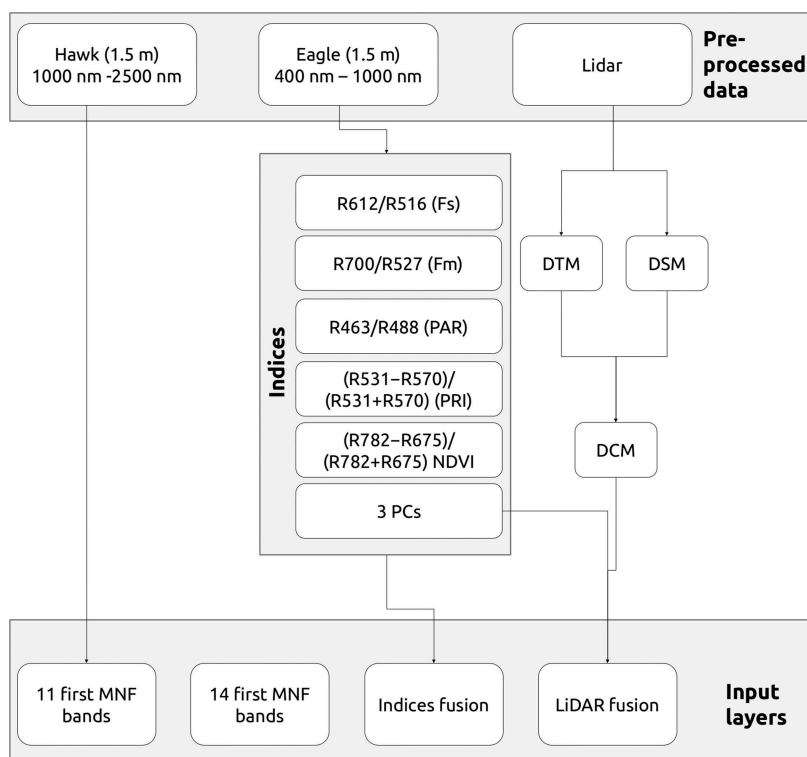 Hawk (1.5 m)
1000 nm -2500 nm
Eagle (1.5 m)
400 nm – 1000 nm
Lidar
Pre-
processed
data
Indices
R612/R516 (Fs)
R700/R527 (Fm)
R463/R488 (PAR)
(R531−R570)/
(R531+R570) (PRI)
(R782−R675)/
(R782+R675) NDVI
3 PCs
DTM
DSM
DCM
11 first MNF
bands
14 first MNF
bands
Indices fusion
LiDAR fusion
Input
layers